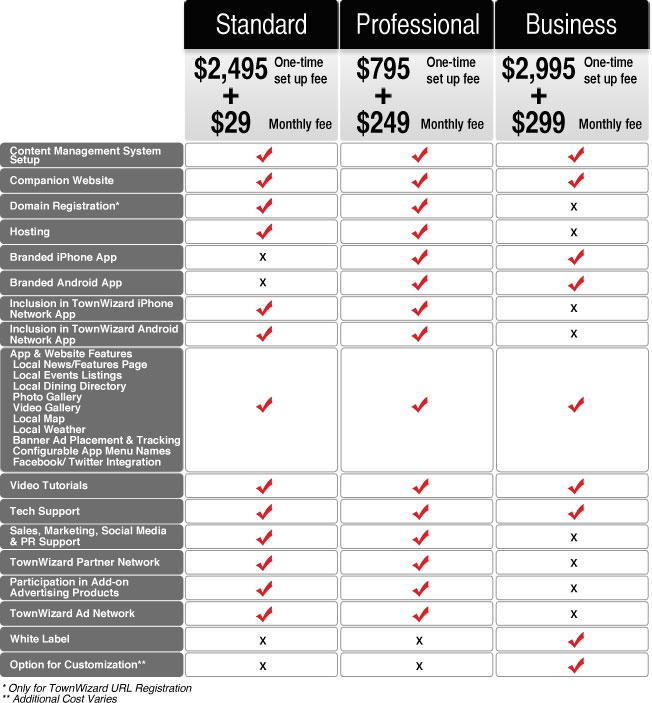 Standard Professional Business
$2,495 One-time set up fee $795 One-time set up fee $2,995 One-time set up fee
+ + +
$29 Monthly fee $249 Monthly fee $299 Monthly fee
Content Management System
Setup
Companion Website
Domain Registration* x
Hosting x
Branded iPhone App x
Branded Android App x
Inclusion in TownWizard iPhone
Network App x
Inclusion in TownWizard Android
Network App x
App & Website Features
Local News/Features Page
Local Events Listings
Local Dining Directory
Photo Gallery
Video Gallery
Local Map
Local Weather
Banner Ad Placement & Tracking
Configurable App Menu Names
Facebook/ Twitter Integration
Video Tutorials
Tech Support
Sales, Marketing, Social Media
& PR Support x
TownWizard Partner Network x
Participation in Add-on
Advertising Products x
TownWizard Ad Network x
White Label x x
Option for Customization** x x
* Only for TownWizard URL Registration
** Additional Cost Varies